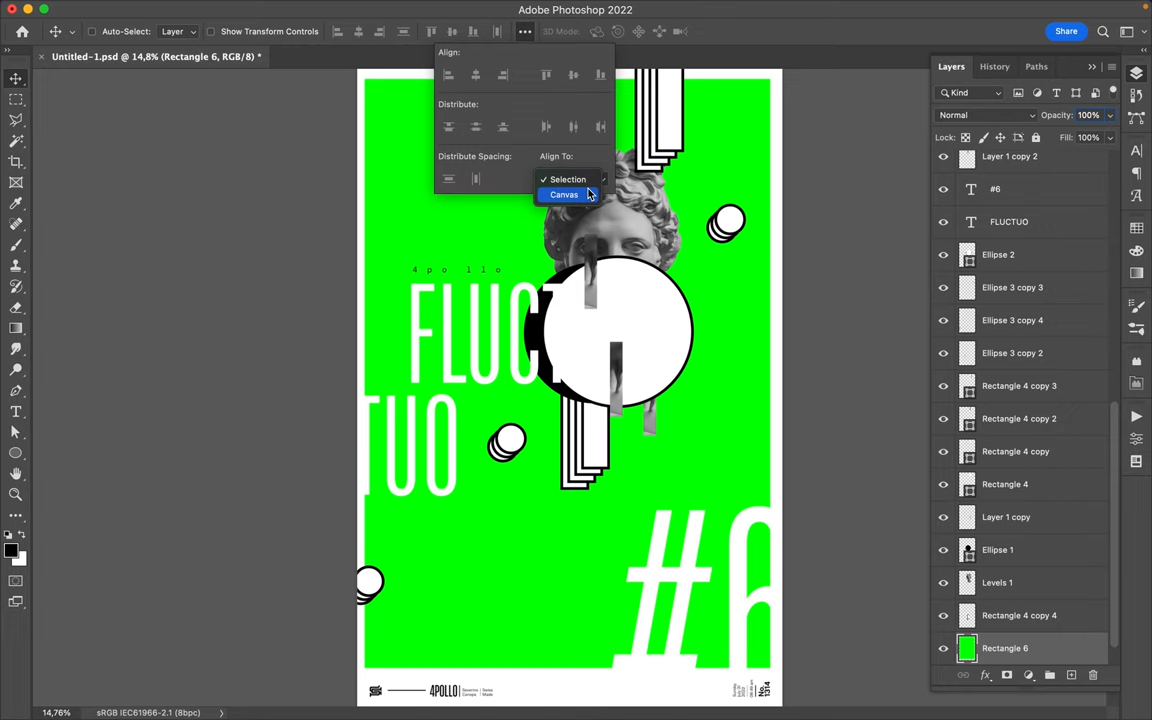 Adobe Photoshop 2022
Auto-Select:
Layer
Show Transform Controls
3D Mode:
Share
Untitled-1.psd @ 14,8% (Rectangle 6, RGB/8) *
Align:
Distribute:
Distribute Spacing:
Align To:
Selection
Canvas
4pollo
FLUCT
TUO
#6
4POLLO
No. 1314
Layers
History
Paths
Kind
Normal
Opacity:
100%
Lock:
Fill:
100%
Layer 1 copy 2
#6
FLUCTUO
Ellipse 2
Ellipse 3 copy 3
Ellipse 3 copy 4
Ellipse 3 copy 2
Rectangle 4 copy 3
Rectangle 4 copy 2
Rectangle 4 copy
Rectangle 4
Layer 1 copy
Ellipse 1
Levels 1
Rectangle 4 copy 4
Rectangle 6
14,76%
sRGB IEC61966-2.1 (8bpc)